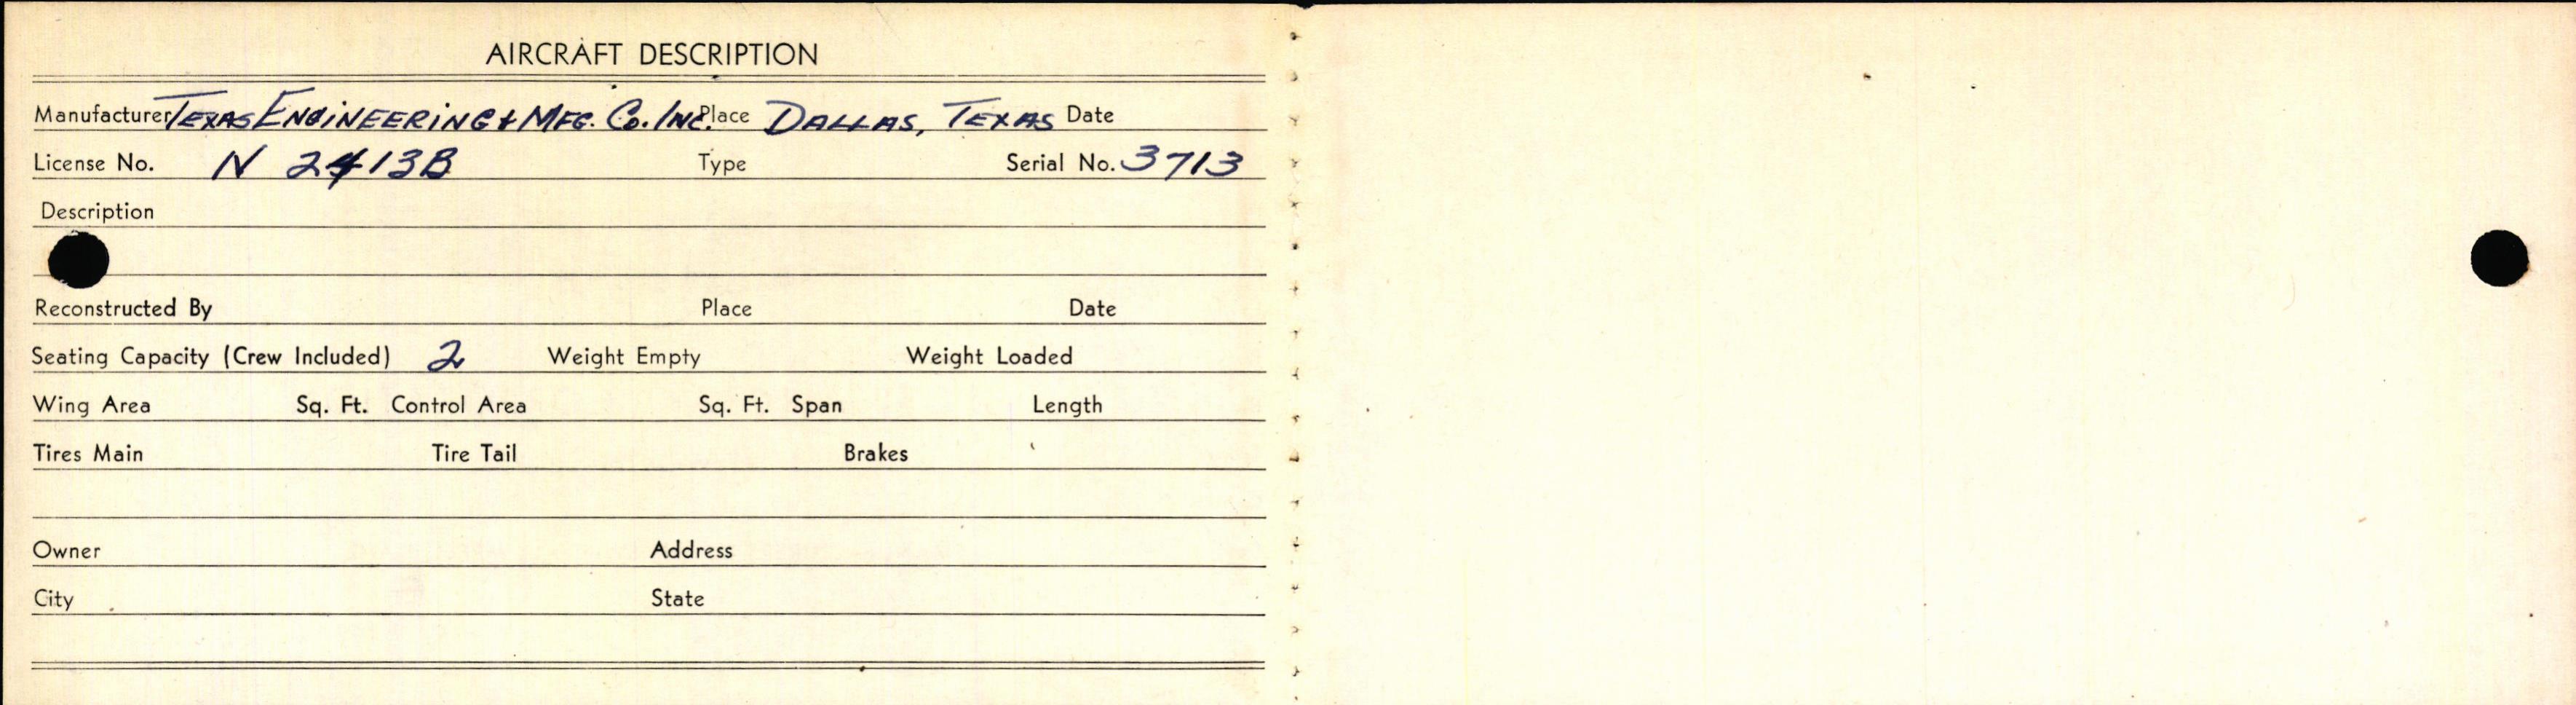 AIRCRAFT DESCRIPTION
Manufacturer TEXAS ENGINEERING & MFG. Co. INC. Place DALLAS, TEXAS Date
License No. N 2413B Type Serial No. 3713
Description
Reconstructed By Place Date
Seating Capacity (Crew Included) 2 Weight Empty Weight Loaded
Wing Area Sq. Ft. Control Area Sq. Ft. Span Length
Tires Main Tire Tail Brakes
Owner Address
City State